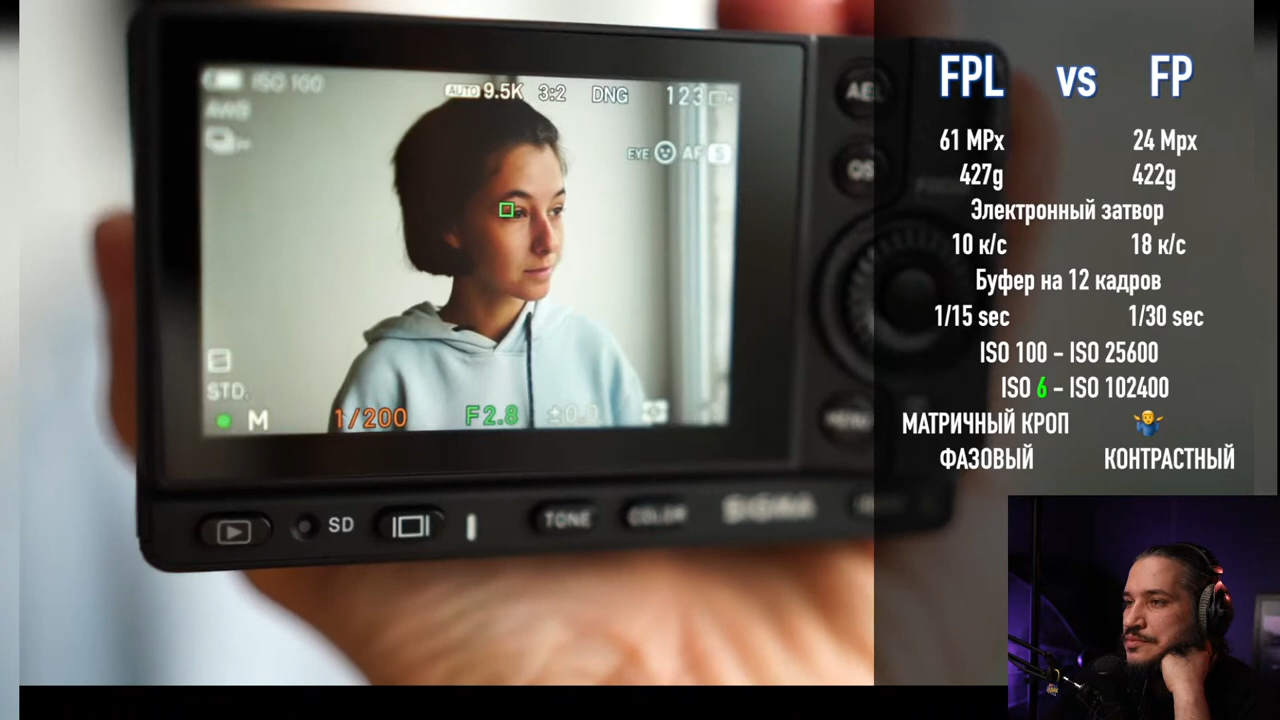 ISO 100
AUTO 9.5K 3:2 DNG 123
AWB
EYE AF S
STD.
M 1/200 F2.8 ±0.0
SD
TONE COLOR SIGMA
AEL
QS
MENU
FPL vs FP
61 MPx 24 Mpx
427g 422g
Электронный затвор
10 к/с 18 к/с
Буфер на 12 кадров
1/15 sec 1/30 sec
ISO 100 - ISO 25600
ISO 6 - ISO 102400
МАТРИЧНЫЙ КРОП 🤷‍♂️
ФАЗОВЫЙ КОНТРАСТНЫЙ